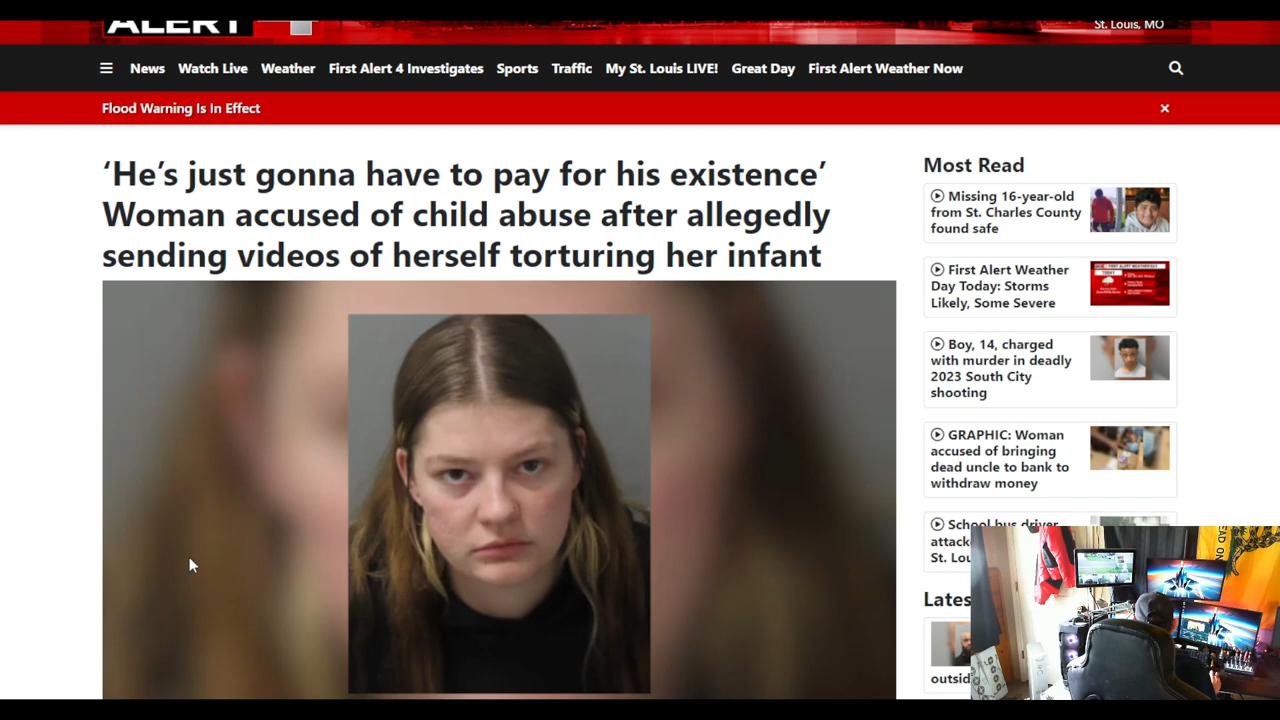 ALERT
St. Louis, MO
News Watch Live Weather First Alert 4 Investigates Sports Traffic My St. Louis LIVE! Great Day First Alert Weather Now
Flood Warning Is In Effect
‘He’s just gonna have to pay for his existence’
Woman accused of child abuse after allegedly
sending videos of herself torturing her infant
Most Read
Missing 16-year-old
from St. Charles County
found safe
First Alert Weather
Day Today: Storms
Likely, Some Severe
TODAY
Boy, 14, charged
with murder in deadly
2023 South City
shooting
GRAPHIC: Woman
accused of bringing
dead uncle to bank to
withdraw money
School bus driver
attack
St. Lou
Lates
outsid